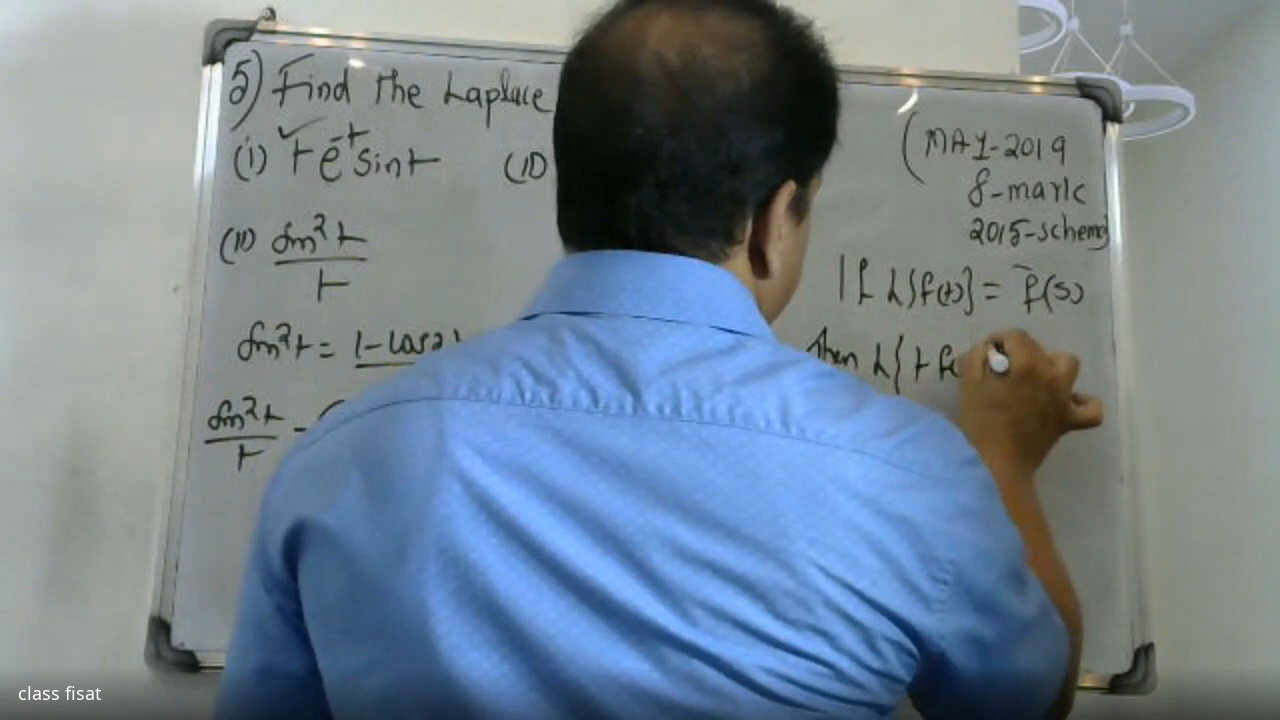 5) Find the Laplace
(i) t e^-t sint (ii)
(MAY-2019
8-mark
2015-scheme
(ii) sin²t / t
If L{f(t)} = f̄(s)
sin²t = 1-cos2
then L{t f
sin²t / t =
class fisat